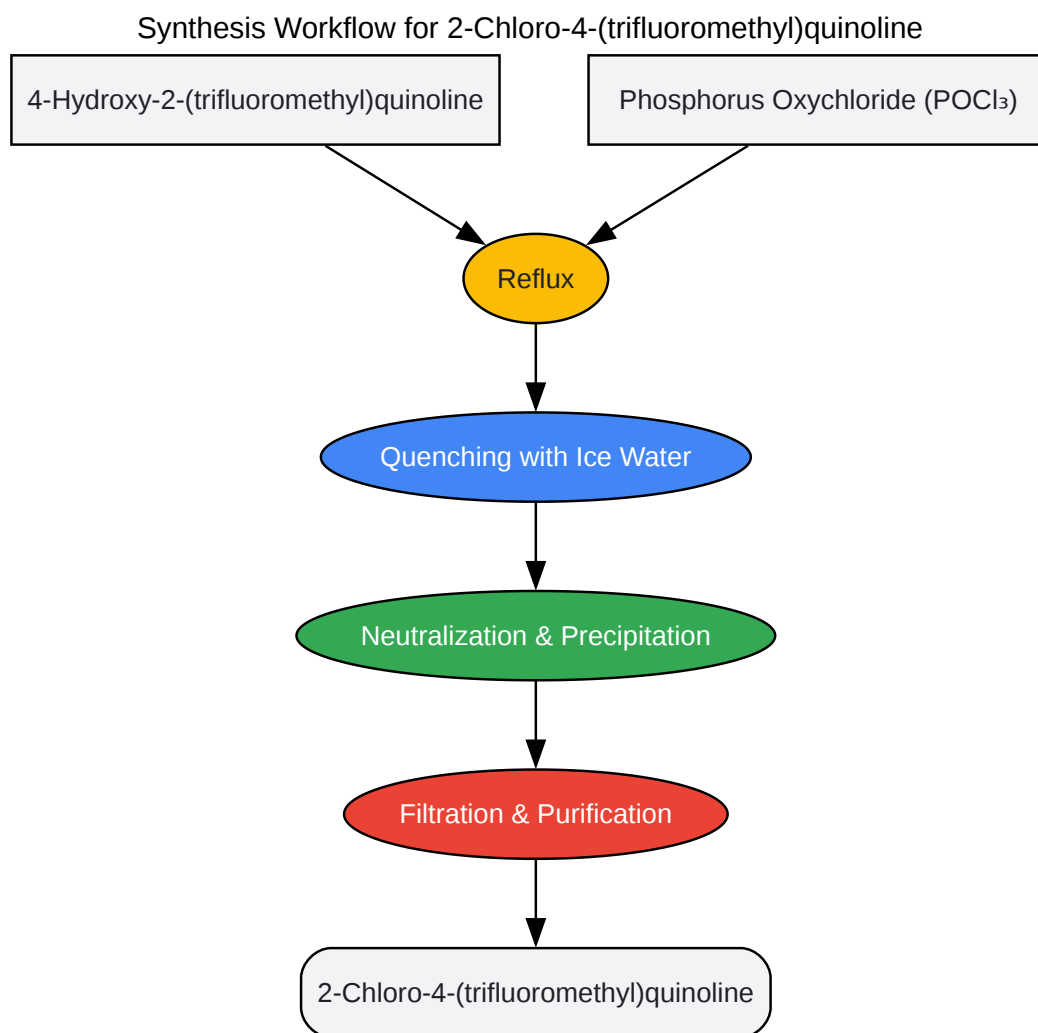 Synthesis Workflow for 2-Chloro-4-(trifluoromethyl)quinoline
4-Hydroxy-2-(trifluoromethyl)quinoline
Phosphorus Oxychloride (POCl₃)
Reflux
Quenching with Ice Water
Neutralization & Precipitation
Filtration & Purification
2-Chloro-4-(trifluoromethyl)quinoline